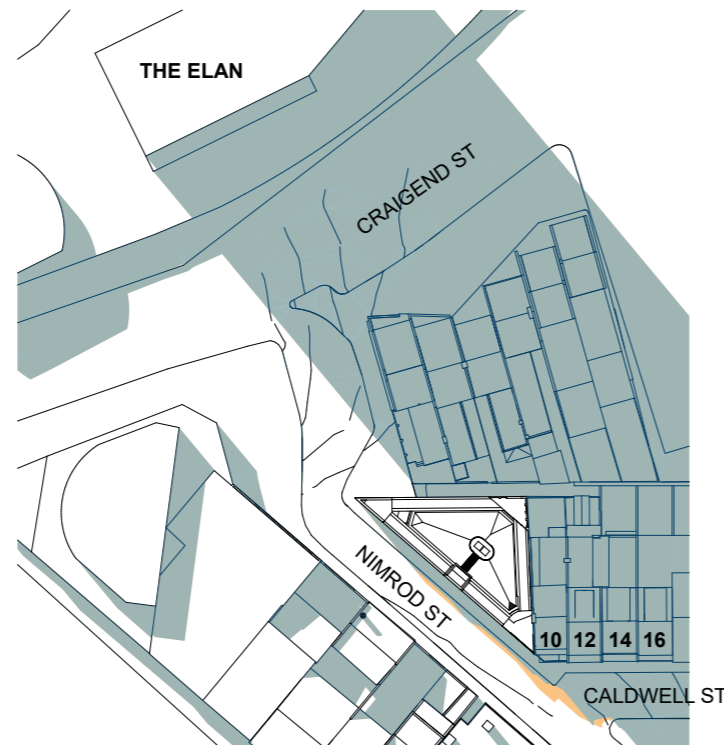 THE ELAN
CRAIGEND ST
NIMROD ST
10 12 14 16
CALDWELL ST